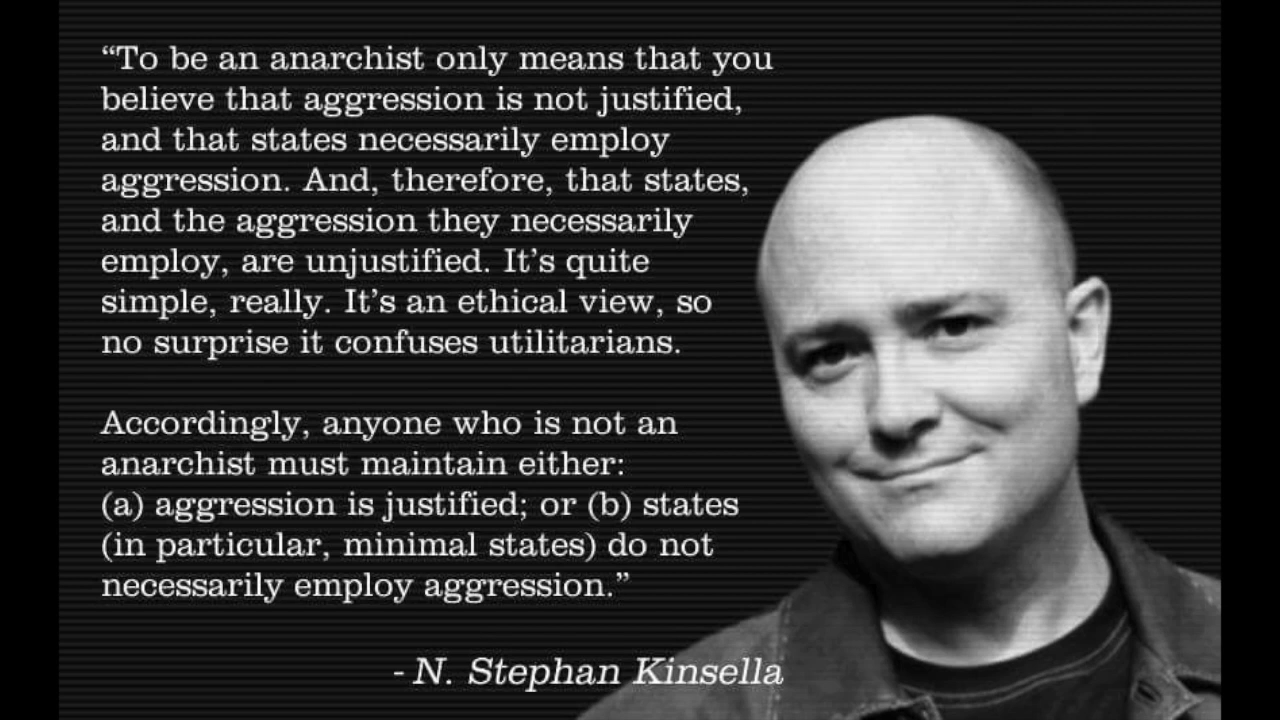 “To be an anarchist only means that you
believe that aggression is not justified,
and that states necessarily employ
aggression. And, therefore, that states,
and the aggression they necessarily
employ, are unjustified. It’s quite
simple, really. It’s an ethical view, so
no surprise it confuses utilitarians.
Accordingly, anyone who is not an
anarchist must maintain either:
(a) aggression is justified; or (b) states
(in particular, minimal states) do not
necessarily employ aggression.”
- N. Stephan Kinsella